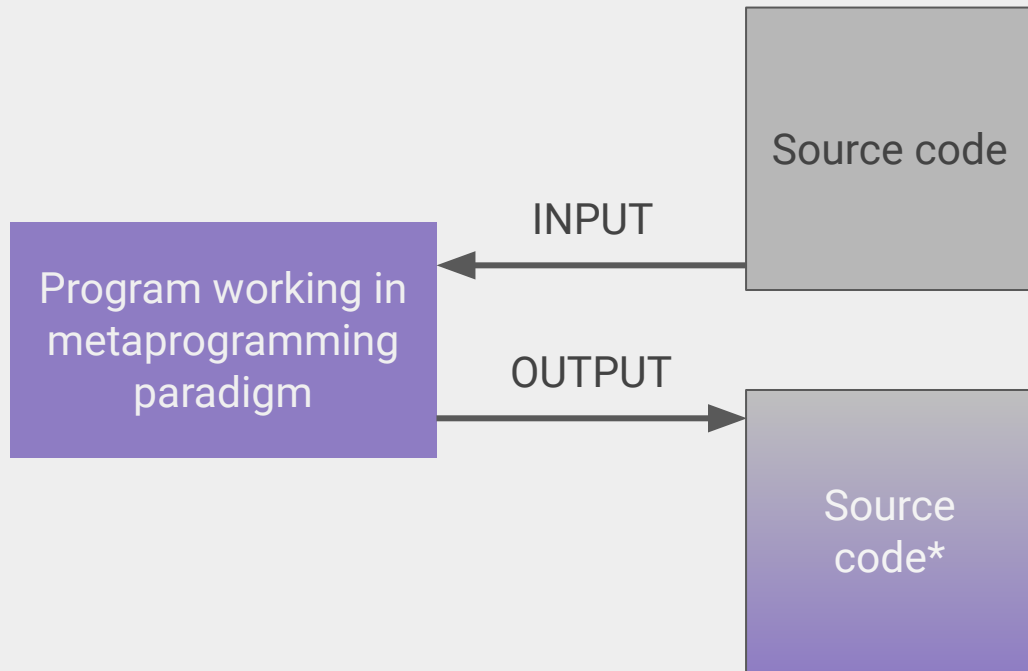 Source code
INPUT
Program working in
metaprogramming
paradigm
OUTPUT
Source
code*